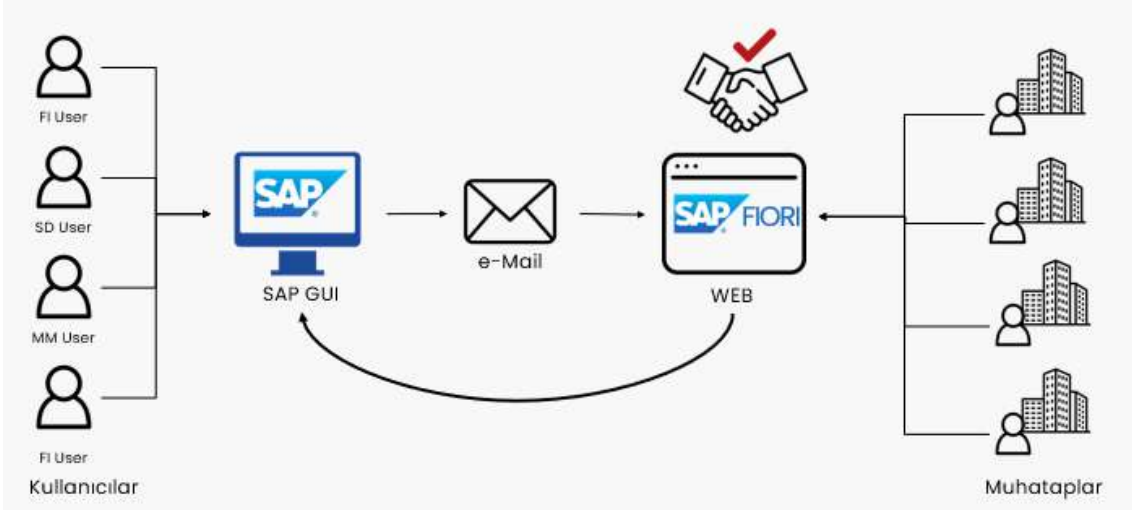 FI User
SD User
MM User
FI User
Kullanıcılar
SAP
SAP GUI
e-Mail
SAP FIORI
WEB
Muhataplar